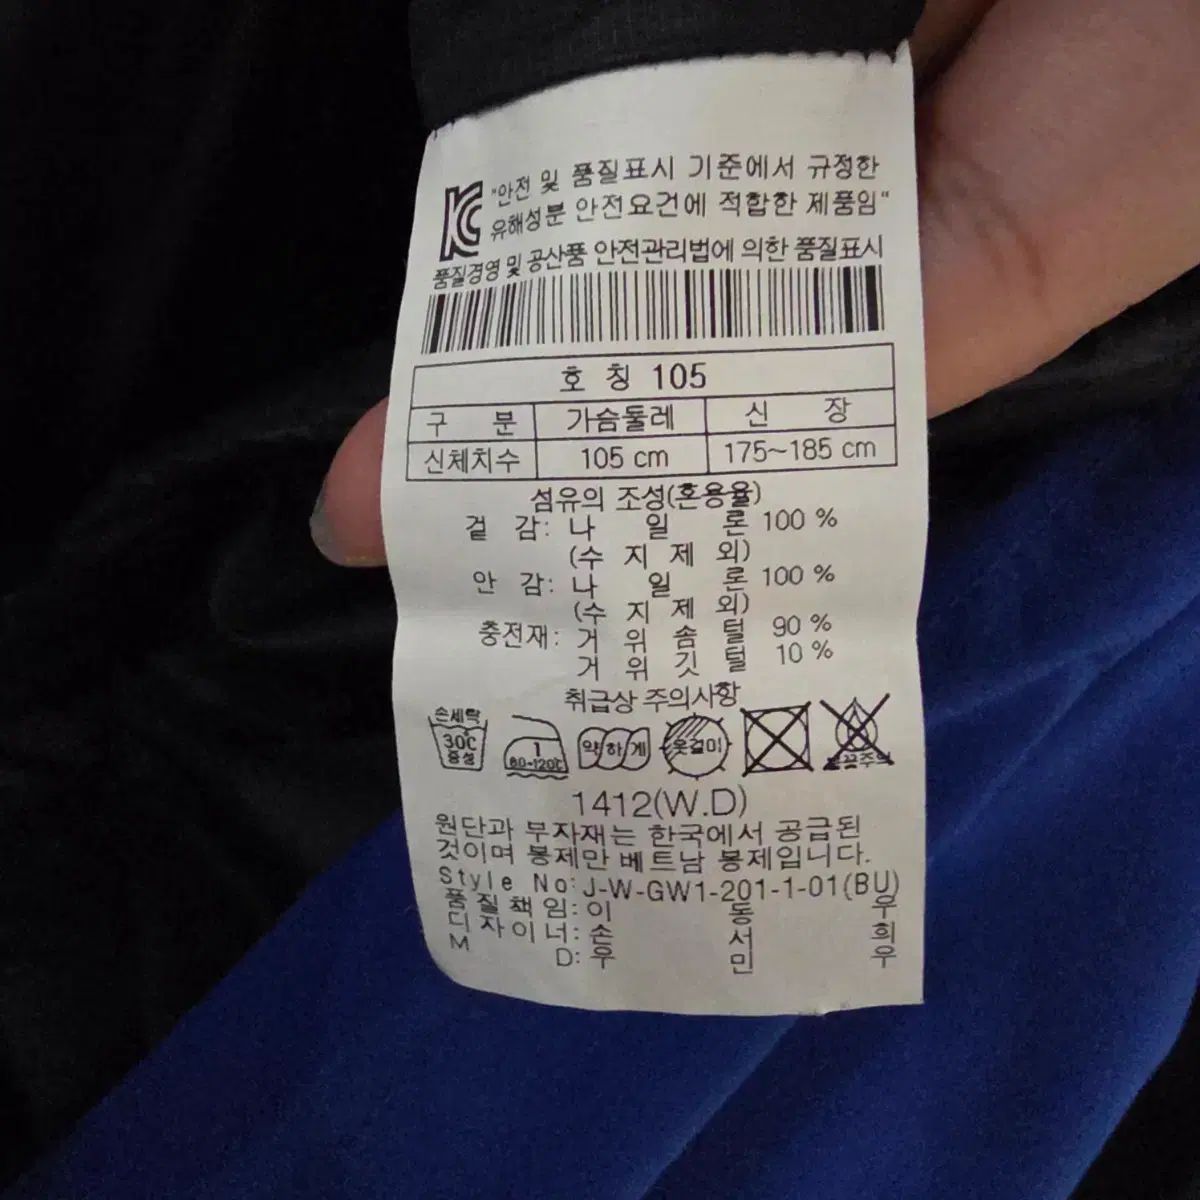 KC "안전 및 품질표시 기준에서 규정한
유해성분 안전요건에 적합한 제품임"
품질경영 및 공산품 안전관리법에 의한 품질표시
호 칭 105
구 분 가슴둘레 신 장
신체치수 105 cm 175~185 cm
섬유의 조성(혼용율)
겉 감: 나 일 론 100 %
(수 지 제 외)
안 감: 나 일 론 100 %
(수 지 제 외)
충전재: 거 위 솜 털 90 %
거 위 깃 털 10 %
취급상 주의사항
손세탁
30℃
중성
1
80-120℃
약하게
옷걸이
불꽃주의
1412(W.D)
원단과 부자재는 한국에서 공급된
것이며 봉제만 베트남 봉제입니다.
Style No: J-W-GW1-201-1-01(BU)
품질책임: 이 동 우
디자이너: 손 서 희
M D: 우 민 우